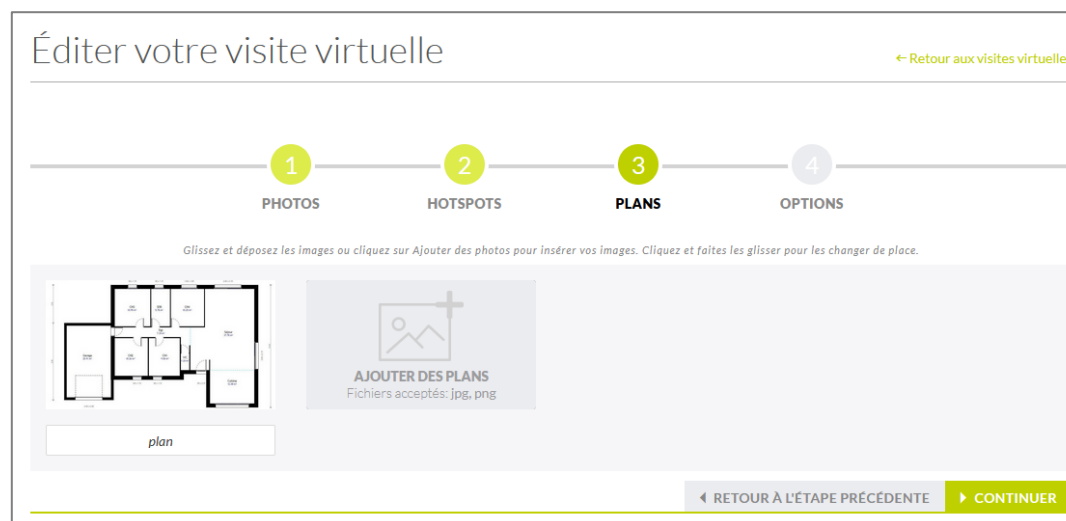 Éditer votre visite virtuelle
← Retour aux visites virtuelle
1
2
3
4
PHOTOS
HOTSPOTS
PLANS
OPTIONS
Glissez et déposez les images ou cliquez sur Ajouter des photos pour insérer vos images. Cliquez et faites les glisser pour les changer de place.
AJOUTER DES PLANS
Fichiers acceptés: jpg, png
plan
RETOUR À L'ÉTAPE PRÉCÉDENTE
CONTINUER